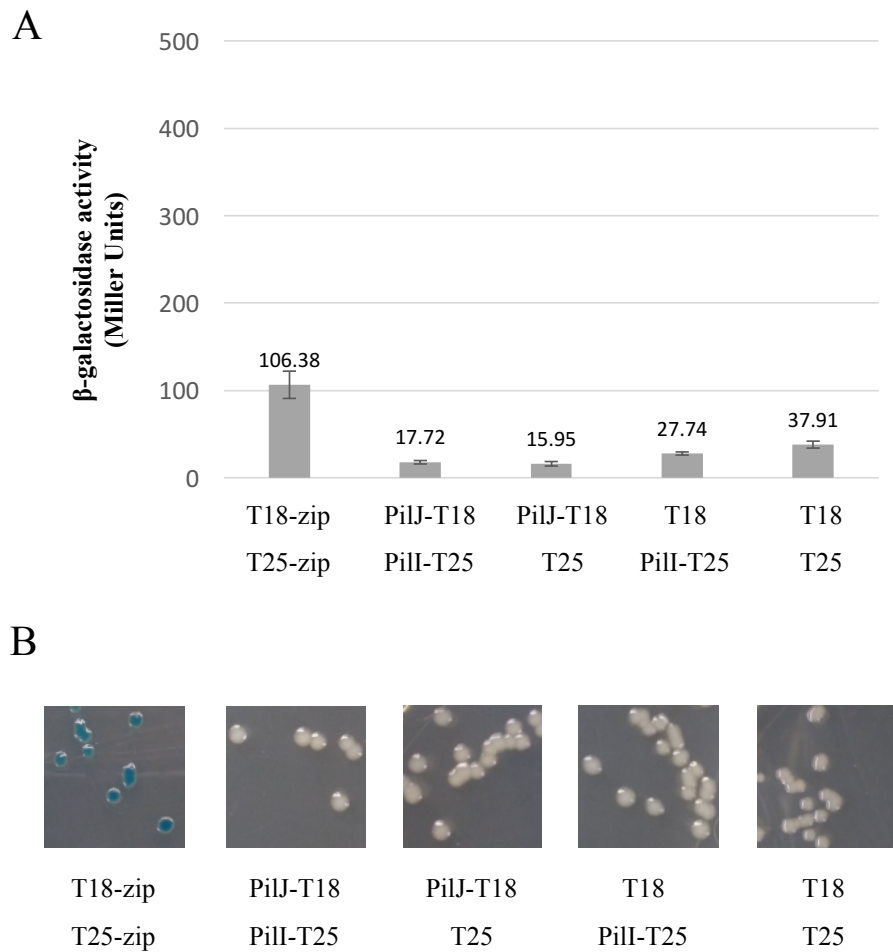 A
500
400
300
200
100
0
β-galactosidase activity
(Miller Units)
106.38
17.72
15.95
27.74
37.91
T18-zip PilJ-T18 PilJ-T18 T18 T18
T25-zip PilI-T25 T25 PilI-T25 T25
B
T18-zip PilJ-T18 PilJ-T18 T18 T18
T25-zip PilI-T25 T25 PilI-T25 T25